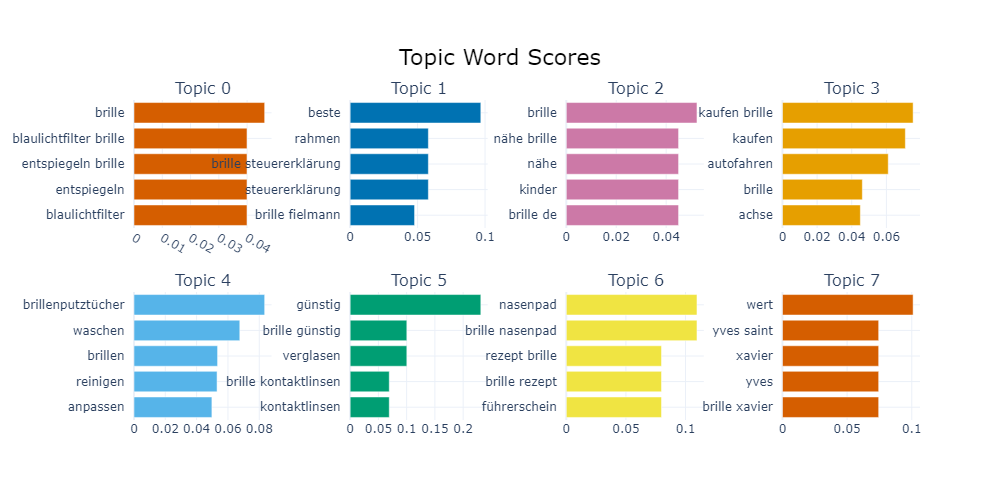 Topic Word Scores
Topic 0
brille
blaulichtfilter brille
entspiegeln brille
entspiegeln
blaulichtfilter
0 0.01 0.02 0.03 0.04
Topic 1
beste
rahmen
brille steuererklärung
steuererklärung
brille fielmann
0 0.05 0.1
Topic 2
brille
nähe brille
nähe
kinder
brille de
0 0.02 0.04
Topic 3
kaufen brille
kaufen
autofahren
brille
achse
0 0.02 0.04 0.06
Topic 4
brillenputztücher
waschen
brillen
reinigen
anpassen
0 0.02 0.04 0.06 0.08
Topic 5
günstig
brille günstig
verglasen
brille kontaktlinsen
kontaktlinsen
0 0.05 0.1 0.15 0.2
Topic 6
nasenpad
brille nasenpad
rezept brille
brille rezept
führerschein
0 0.05 0.1
Topic 7
wert
yves saint
xavier
yves
brille xavier
0 0.05 0.1